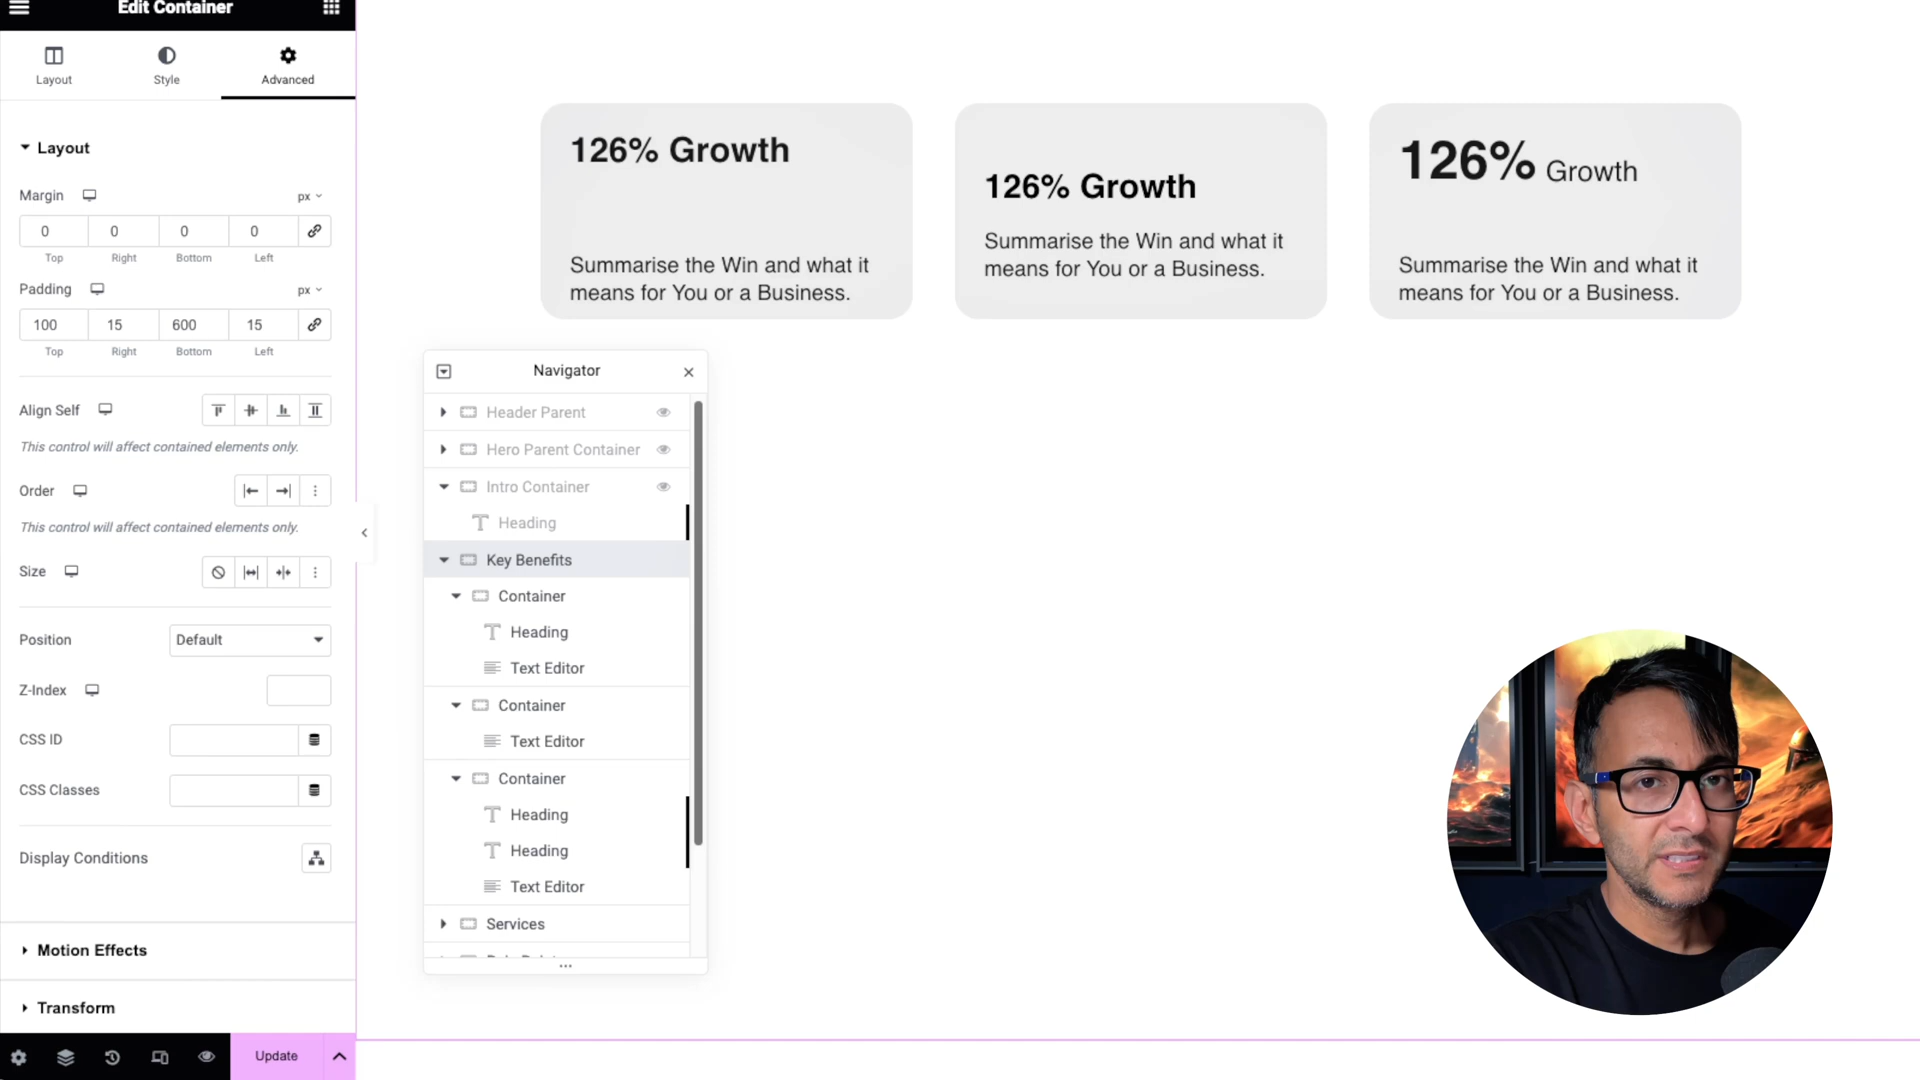 Edit Container
Layout
Style
Advanced
Layout
Margin
px
0
0
0
0
Top
Right
Bottom
Left
Padding
px
100
15
600
15
Top
Right
Bottom
Left
Align Self
This control will affect contained elements only.
Order
This control will affect contained elements only.
Size
Position
Default
Z-Index
CSS ID
CSS Classes
Display Conditions
Motion Effects
Transform
Update
126% Growth
Summarise the Win and what it
means for You or a Business.
126% Growth
Summarise the Win and what it
means for You or a Business.
126% Growth
Summarise the Win and what it
means for You or a Business.
Navigator
Header Parent
Hero Parent Container
Intro Container
Heading
Key Benefits
Container
Heading
Text Editor
Container
Text Editor
Container
Heading
Heading
Text Editor
Services